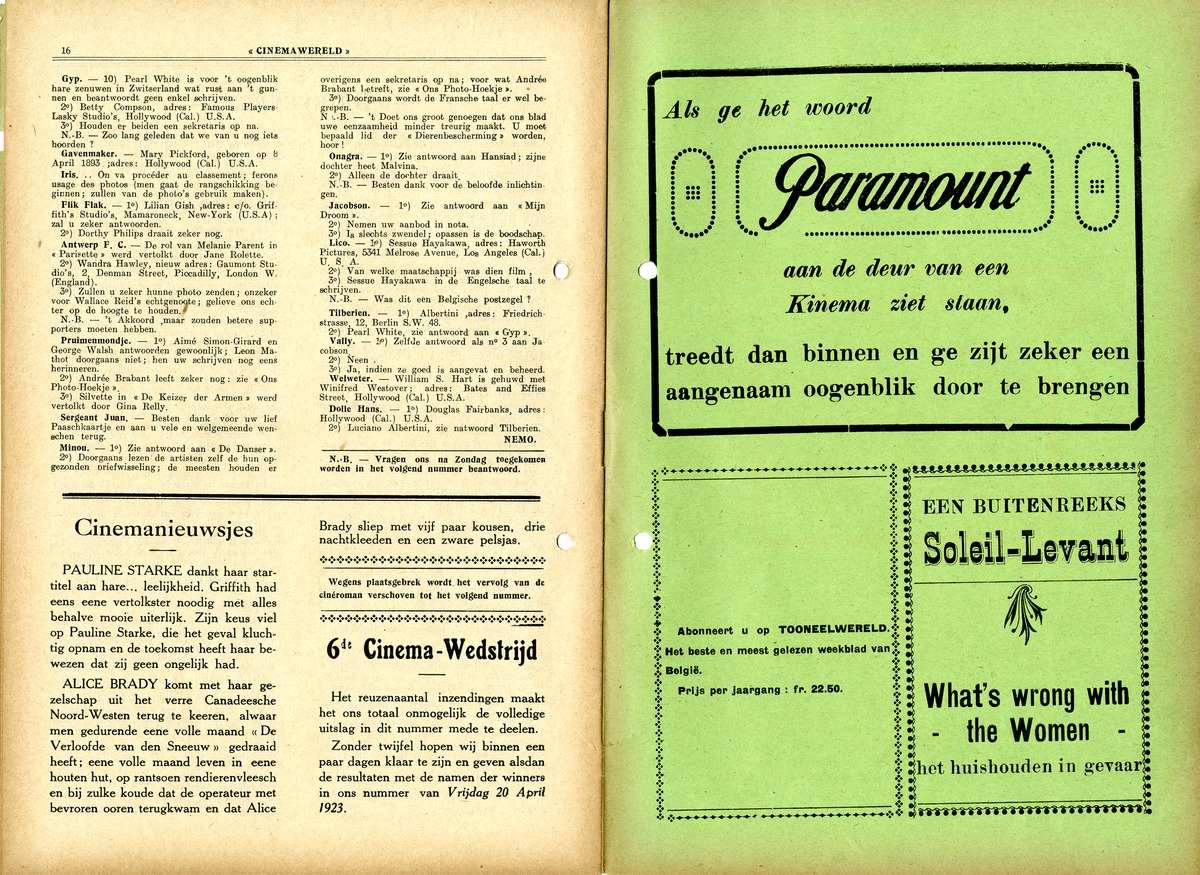 16
« CINEMAWERELD »
Gyp. — 10) Pearl White is voor 't oogenblik
hare zenuwen in Zwitserland wat rust aan 't gun-
nen en beantwoordt geen enkel schrijven.
2º) Betty Compson, adres: Famous Players-
Lasky Studio's, Hollywood (Cal.) U.S.A.
3º) Houden er beiden een sekretaris op na.
N.-B. — Zoo lang geleden dat we van u nog iets
hoorden ?
Gavenmaker. — Mary Pickford, geboren op 8
April 1893 ;adres: Hollywood (Cal.) U.S.A.
Iris. .. On va procéder au classement; ferons
usage des photos (men gaat de rangschikking be-
ginnen; zullen van de photo's gebruik maken).
Flik Flak. — 1º) Lilian Gish ,adres: c/o. Grif-
fith's Studio's, Mamaroneck, New-York (U.S.A);
zal u zeker antwoorden.
2º) Dorthy Philips draait zeker nog.
Antwerp F. C. — De rol van Melanie Parent in
« Parisette » werd vertolkt door Jane Rolette.
2º) Wandra Hawley, nieuw adres: Gaumont Stu-
dio's, 2, Denman Street, Piccadilly, London W.
(England).
3º) Zullen u zeker hunne photo zenden; onzeker
voor Wallace Reid's echtgenoote; gelieve ons ech-
ter op de hoogte te houden.
N.-B. — 't Akkoord ,maar zouden betere sup-
porters moeten hebben.
Pruimenmondje. — 1º) Aimé Simon-Girard en
George Walsh antwoorden gewoonlijk; Leon Ma-
thot doorgaans niet; hen uw schrijven nog eens
herinneren.
2º) Andrée Brabant leeft zeker nog: zie « Ons
Photo-Hoekje ».
3º) Silvette in « De Keizer der Armen » werd
vertolkt door Gina Relly.
Sergeant Juan. — Besten dank voor uw lief
Paaschkaartje en aan u vele en welgemeende wen-
schen terug.
Minou. — 1º) Zie antwoord aan « De Danser ».
2º) Doorgaans lezen de artisten zelf de hun op-
gezonden briefwisseling; de meesten houden er
overigens een sekretaris op na; voor wat Andrée
Brabant betreft, zie « Ons Photo-Hoekje ».
3º) Doorgaans wordt de Fransche taal er wel be-
grepen.
N.-B. — 't Doet ons groot genoegen dat ons blad
uwe eenzaamheid minder treurig maakt. U moet
bepaald lid der « Dierenbescherming » worden,
hoor !
Onagra. — 1º) Zie antwoord aan Hansiad; zijne
dochter heet Malvina.
2º) Alleen de dochter draait.
N.-B. — Besten dank voor de beloofde inlichtin-
gen.
Jacobson. — 1º) Zie antwoord aan « Mijn
Droom ».
2º) Nemen uw aanbod in nota.
3º) Is slechts zwendel; opassen is de boodschap.
Lico. — 1º) Sessue Hayakawa, adres: Haworth
Pictures, 5341 Melrose Avenue, Los Angeles (Cal.)
U. S. A.
2º) Van welke maatschappij was dien film,
3º) Sessue Hayakawa in de Engelsche taal te
schrijven.
N.-B. — Was dit een Belgische postzegel ?
Tilberien. — 1º) Albertini ,adres: Friedrich-
strasse, 12, Berlin S.W. 48.
2º) Pearl White, zie antwoord aan « Gyp ».
Vally. — 1º) Zelfde antwoord als nº 3 aan Ja
cobson
2º) Neen .
3º) Ja, indien ze goed is aangevat en beheerd.
Welweter. — William S. Hart is gehuwd met
Winifred Westover; adres: Bates and Effies
Street, Hollywood (Cal.) U.S.A.
Dolle Hans. — 1º) Douglas Fairbanks, adres:
Hollywood (Cal.) U.S.A.
2º) Luciano Albertini, zie natwoord Tilberien.
NEMO.
N.-B. — Vragen ons na Zondag toegekomen
worden in het volgend nummer beantwoord.
Cinemanieuwsjes
PAULINE STARKE dankt haar star-
titel aan hare... leelijkheid. Griffith had
eens eene vertolkster noodig met alles
behalve mooie uiterlijk. Zijn keus viel
op Pauline Starke, die het geval kluch-
tig opnam en de toekomst heeft haar be-
wezen dat zij geen ongelijk had.
ALICE BRADY komt met haar ge-
zelschap uit het verre Canadeesche
Noord-Westen terug te keeren, alwaar
men gedurende eene volle maand « De
Verloofde van den Sneeuw » gedraaid
heeft; eene volle maand leven in eene
houten hut, op rantsoen rendierenvleesch
en bij zulke koude dat de operateur met
bevroren ooren terugkwam en dat Alice
Brady sliep met vijf paar kousen, drie
nachtkleeden en een zware pelsjas.
Wegens plaatsgebrek wordt het vervolg van de
cinéroman verschoven tot het volgend nummer.
6de Cinema-Wedstrijd
Het reuzenaantal inzendingen maakt
het ons totaal onmogelijk de volledige
uitslag in dit nummer mede te deelen.
Zonder twijfel hopen wij binnen een
paar dagen klaar te zijn en geven alsdan
de resultaten met de namen der winners
in ons nummer van Vrijdag 20 April
1923.
Als ge het woord
Paramount
aan de deur van een
Kinema ziet staan,
treedt dan binnen en ge zijt zeker een
aangenaam oogenblik door te brengen
Abonneert u op TOONEELWERELD.
Het beste en meest gelezen weekblad van
België.
Prijs per jaargang : fr. 22.50.
EEN BUITENREEKS
Soleil-Levant
What's wrong with
- the Women -
het huishouden in gevaar